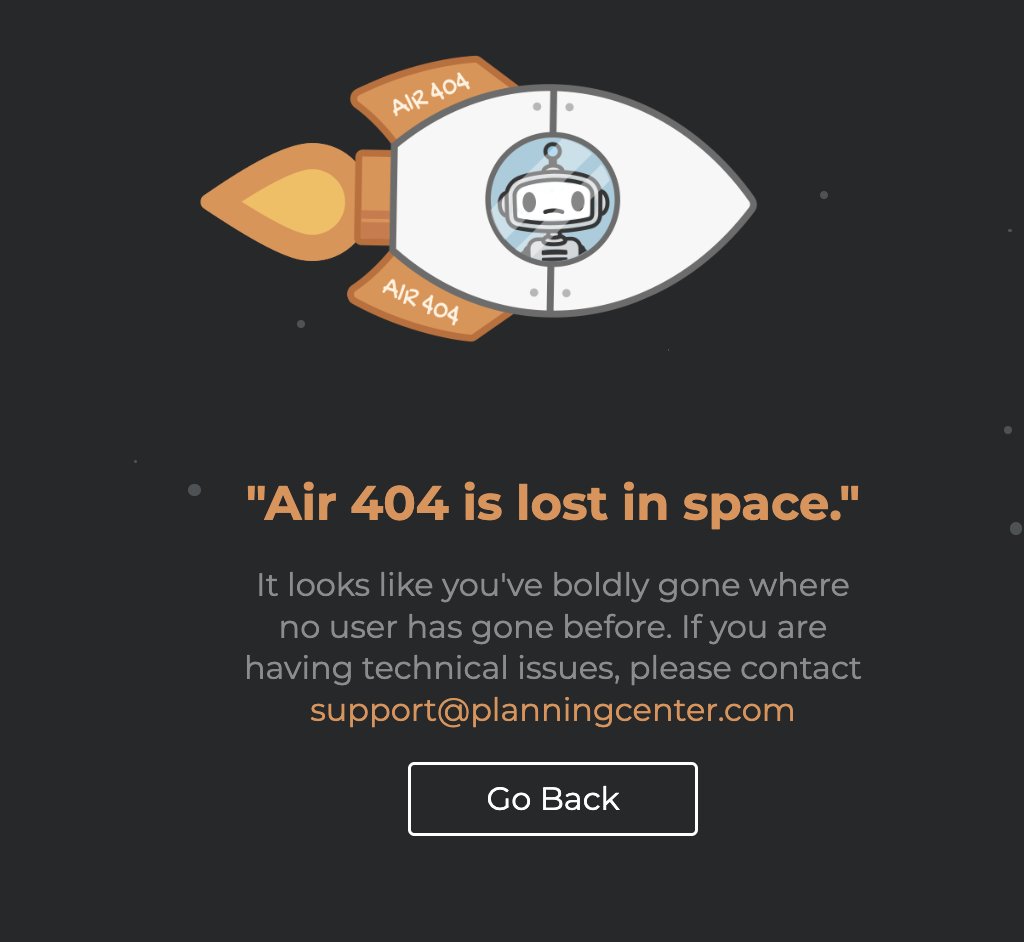 AIR 404
AIR 404
"Air 404 is lost in space."
It looks like you've boldly gone where
no user has gone before. If you are
having technical issues, please contact
support@planningcenter.com
Go Back